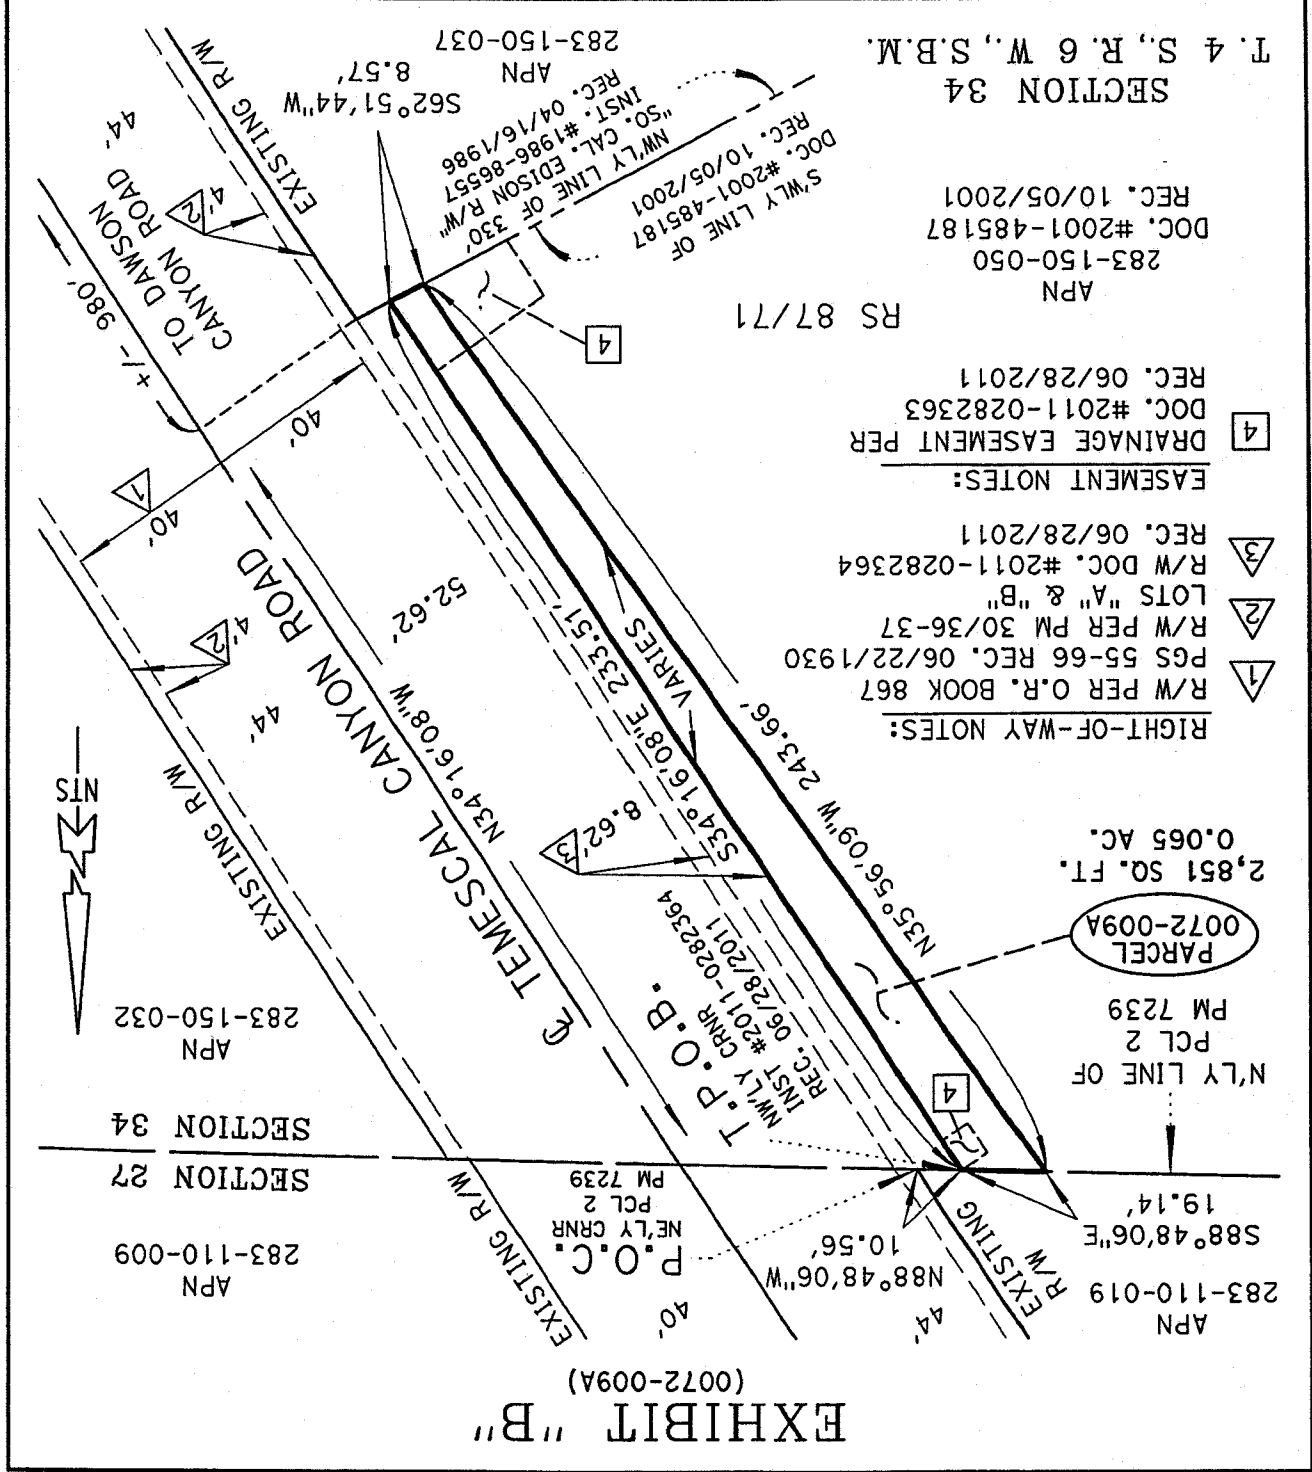 EXHIBIT "B"
(0072-009A)
APN
283-110-019
S88°48'06"E
19.14'
EXISTING
R/W
44'
N88°48'06"W
10.56'
40'
P.O.C.
NE'LY CRNR
PCL 2
PM 7239
EXISTING R/W
EXISTING R/W
APN
283-110-009
SECTION 27
SECTION 34
N'LY LINE OF
PCL 2
PM 7239
4
T.P.O.B.
NW'LY CRNR
INST #2011-0282364
REC. 06/28/2011
APN
283-150-032
PARCEL
0072-009A
2,851 SQ. FT.
0.065 AC.
N35°56'09"W 243.66'
S34°16'08"E 233.51'
VARIES
3
8.62'
℄ TEMESCAL CANYON ROAD
N34°16'08"W
52.62'
EXISTING R/W
NTS
44'
2
4'
RIGHT-OF-WAY NOTES:
1
R/W PER O.R. BOOK 867
PGS 55-66 REC. 06/22/1930
2
R/W PER PM 30/36-37
LOTS "A" & "B"
3
R/W DOC. #2011-0282364
REC. 06/28/2011
EASEMENT NOTES:
4
DRAINAGE EASEMENT PER
DOC. #2011-0282363
REC. 06/28/2011
40'
1
40'
+/- 980'
TO DAWSON
CANYON ROAD
4
RS 87/71
APN
283-150-050
DOC. #2001-485187
REC. 10/05/2001
S'WLY LINE OF
DOC. #2001-485187
REC. 10/05/2001
NW'LY LINE OF 330'
"SO. CAL. EDISON R/W"
INST. #1986-86557
REC. 04/16/1986
2
4'
44'
EXISTING R/W
S62°51'44"W
8.57'
APN
283-150-037
SECTION 34
T. 4 S., R. 6 W., S.B.M.